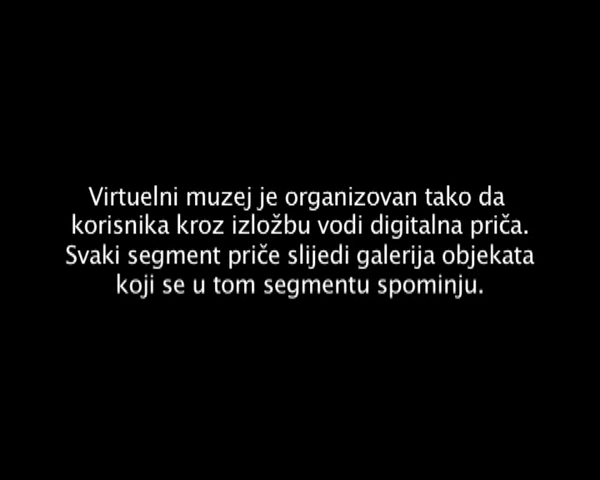 Virtuelni muzej je organizovan tako da
korisnika kroz izložbu vodi digitalna priča.
Svaki segment priče slijedi galerija objekata
koji se u tom segmentu spominju.